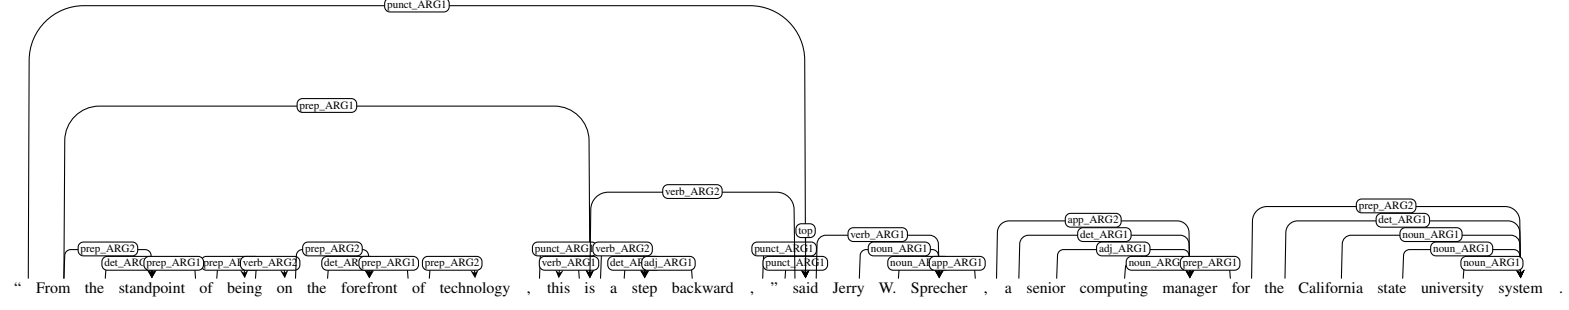 punct_ARG1
prep_ARG1
verb_ARG2
prep_ARG2
top
app_ARG2
det_ARG1
verb_ARG1
det_ARG1
noun_ARG1
prep_ARG2 prep_ARG2 verb_ARG2 punct_ARG1 noun_ARG1 adj_ARG1 noun_ARG1
prep_ARG1 verb_ARG2 prep_ARG1 prep_ARG2 verb_ARG1 adj_ARG1 punct_ARG1 app_ARG1 prep_ARG1 noun_ARG1
“ From the standpoint of being on the forefront of technology , this is a step backward , ” said Jerry W. Sprecher , a senior computing manager for the California state university system .